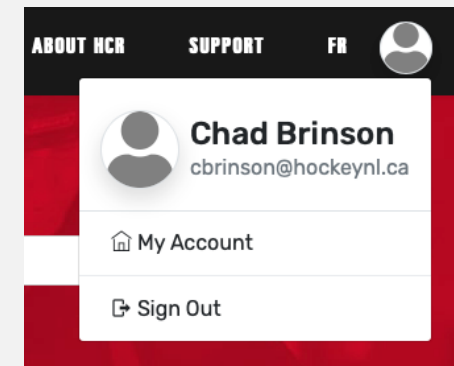 ABOUT HCR SUPPORT FR
Chad Brinson
cbrinson@hockeynl.ca
My Account
Sign Out